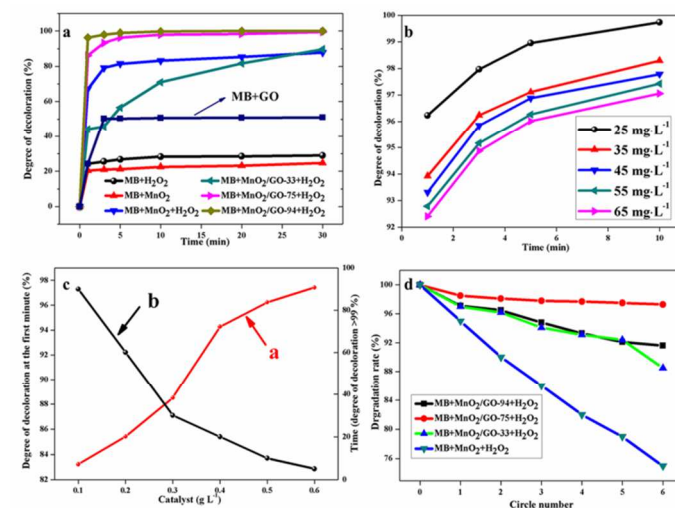 a
Degree of decoloration (%)
120
100
80
60
40
20
0
MB+GO
MB+H2O2
MB+MnO2
MB+MnO2+H2O2
MB+MnO2/GO-33+H2O2
MB+MnO2/GO-75+H2O2
MB+MnO2/GO-94+H2O2
0 5 10 15 20 25 30
Time (min)
b
Degree of decoloration (%)
100
99
98
97
96
95
94
93
92
25 mg·L-1
35 mg·L-1
45 mg·L-1
55 mg·L-1
65 mg·L-1
0 2 4 6 8 10
Time (min)
c
Degree of decoloration at the first minute (%)
98
96
94
92
90
88
86
84
82
b
a
100
80
60
40
20
0
Time (degree of decoloration >99 %)
0.1 0.2 0.3 0.4 0.5 0.6
Catalyst (g L-1)
d
Drgradation rate (%)
100
96
92
88
84
80
76
MB+MnO2/GO-94+H2O2
MB+MnO2/GO-75+H2O2
MB+MnO2/GO-33+H2O2
MB+MnO2+H2O2
0 1 2 3 4 5 6
Circle number